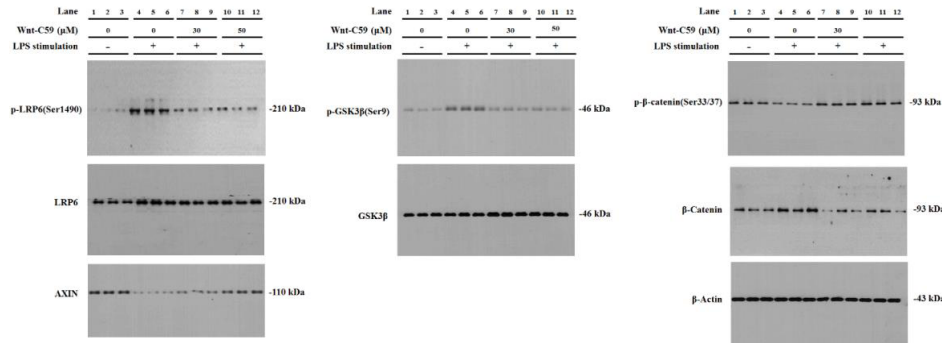 Lane 1 2 3 4 5 6 7 8 9 10 11 12
Wnt-C59 (μM) 0 0 30 50
LPS stimulation - + + +
p-LRP6(Ser1490) -210 kDa
LRP6 -210 kDa
AXIN -110 kDa
Lane 1 2 3 4 5 6 7 8 9 10 11 12
Wnt-C59 (μM) 0 0 30 50
LPS stimulation - + + +
p-GSK3β(Ser9) -46 kDa
GSK3β -46 kDa
Lane 1 2 3 4 5 6 7 8 9 10 11 12
Wnt-C59 (μM) 0 0 30
LPS stimulation - + + +
p-β-catenin(Ser33/37) -93 kDa
β-Catenin -93 kDa
β-Actin -43 kDa